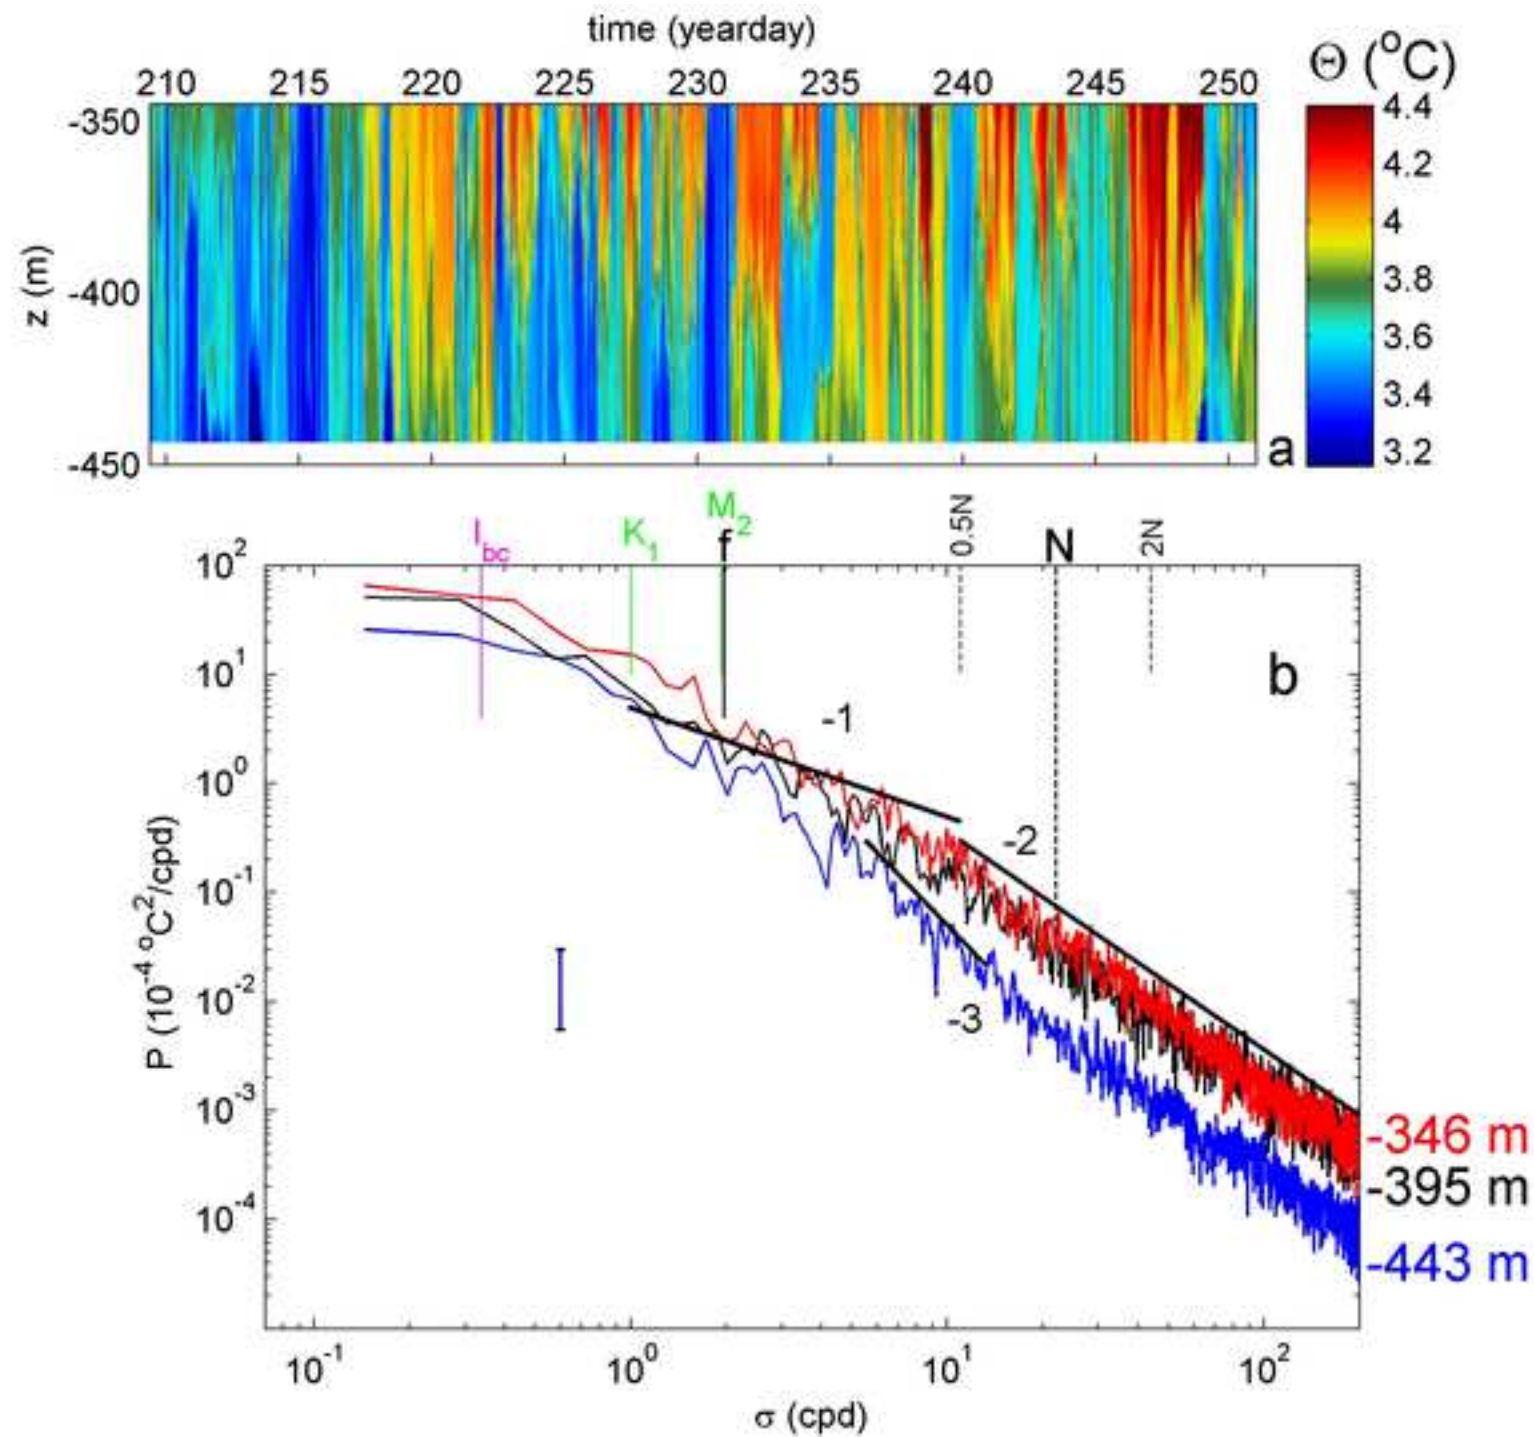 time (yearday)
210 215 220 225 230 235 240 245 250
Θ (°C)
z (m)
-350
-400
-450
4.4
4.2
4
3.8
3.6
3.4
3.2
a
I_bc K_1 M_2 f 0.5N N 2N
P (10^-4 °C^2/cpd)
10^2
10^1
10^0
10^-1
10^-2
10^-3
10^-4
b
-1
-2
-3
-346 m
-395 m
-443 m
10^-1 10^0 10^1 10^2
σ (cpd)